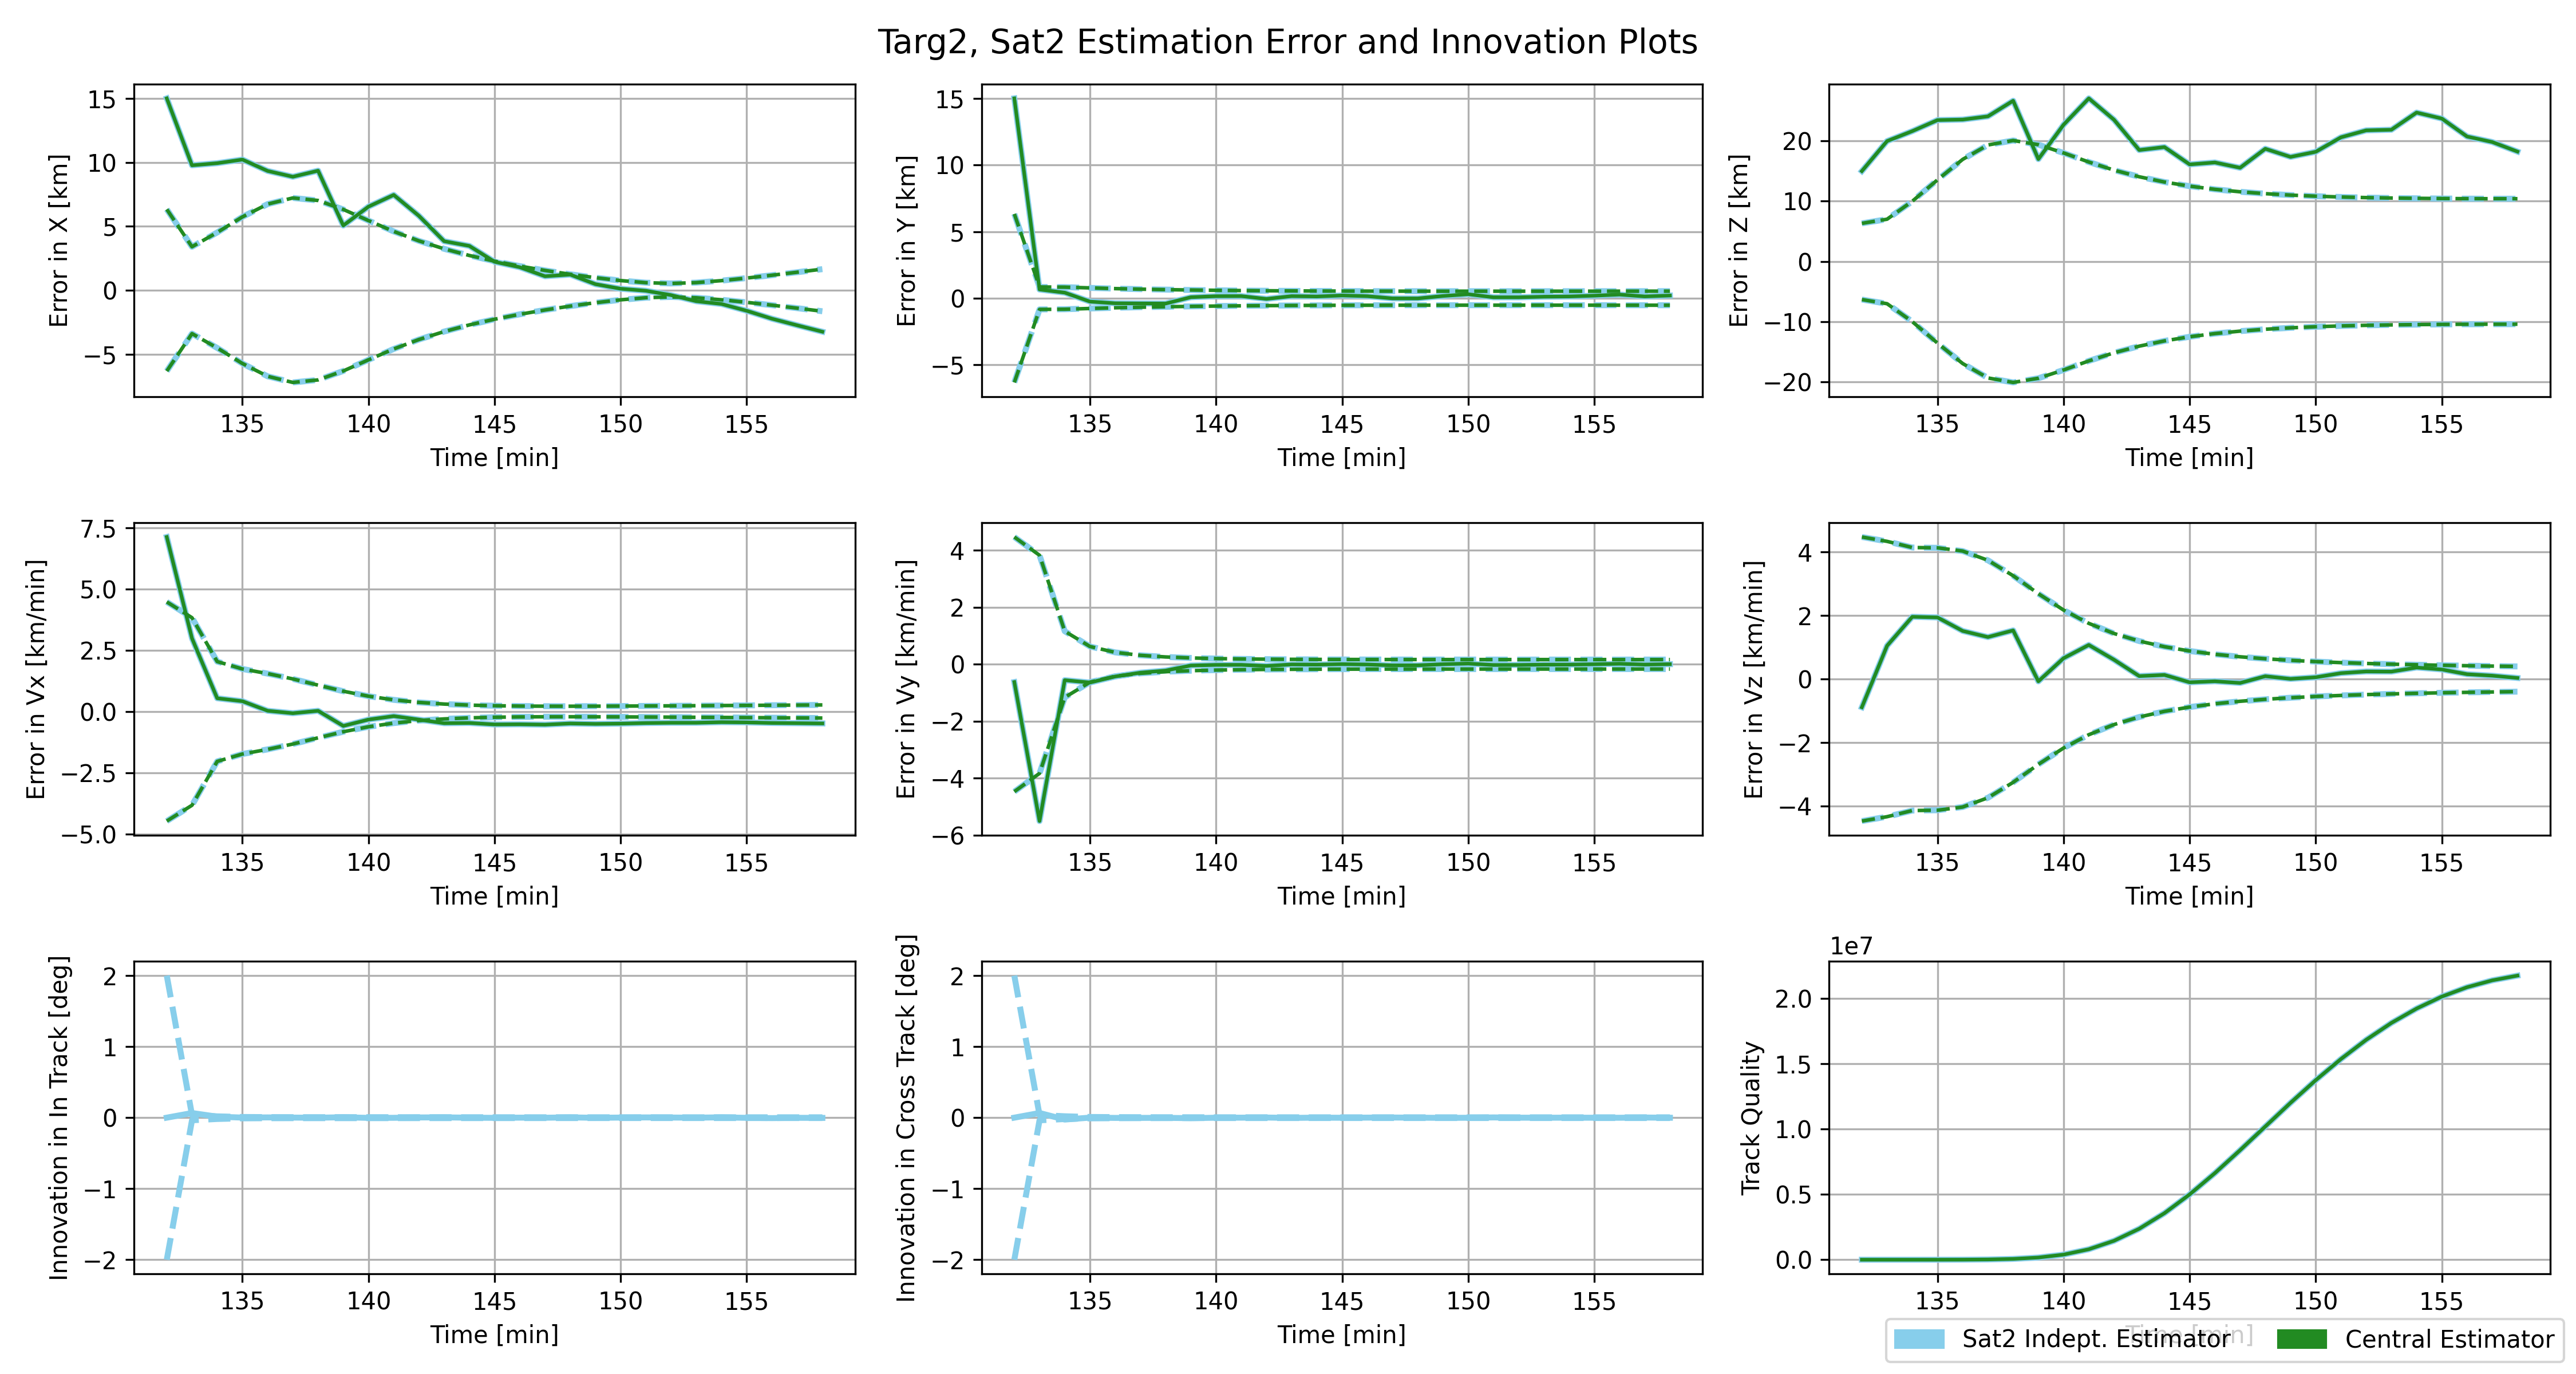 Targ2, Sat2 Estimation Error and Innovation Plots
Error in X [km]
15
10
5
0
−5
135 140 145 150 155
Time [min]
Error in Y [km]
15
10
5
0
−5
135 140 145 150 155
Time [min]
Error in Z [km]
20
10
0
−10
−20
135 140 145 150 155
Time [min]
Error in Vx [km/min]
7.5
5.0
2.5
0.0
−2.5
−5.0
135 140 145 150 155
Time [min]
Error in Vy [km/min]
4
2
0
−2
−4
−6
135 140 145 150 155
Time [min]
Error in Vz [km/min]
4
2
0
−2
−4
135 140 145 150 155
Time [min]
Innovation in In Track [deg]
2
1
0
−1
−2
135 140 145 150 155
Time [min]
Innovation in Cross Track [deg]
2
1
0
−1
−2
135 140 145 150 155
Time [min]
1e7
Track Quality
2.0
1.5
1.0
0.5
0.0
135 140 145 150 155
Time [min]
Sat2 Indept. Estimator
Central Estimator